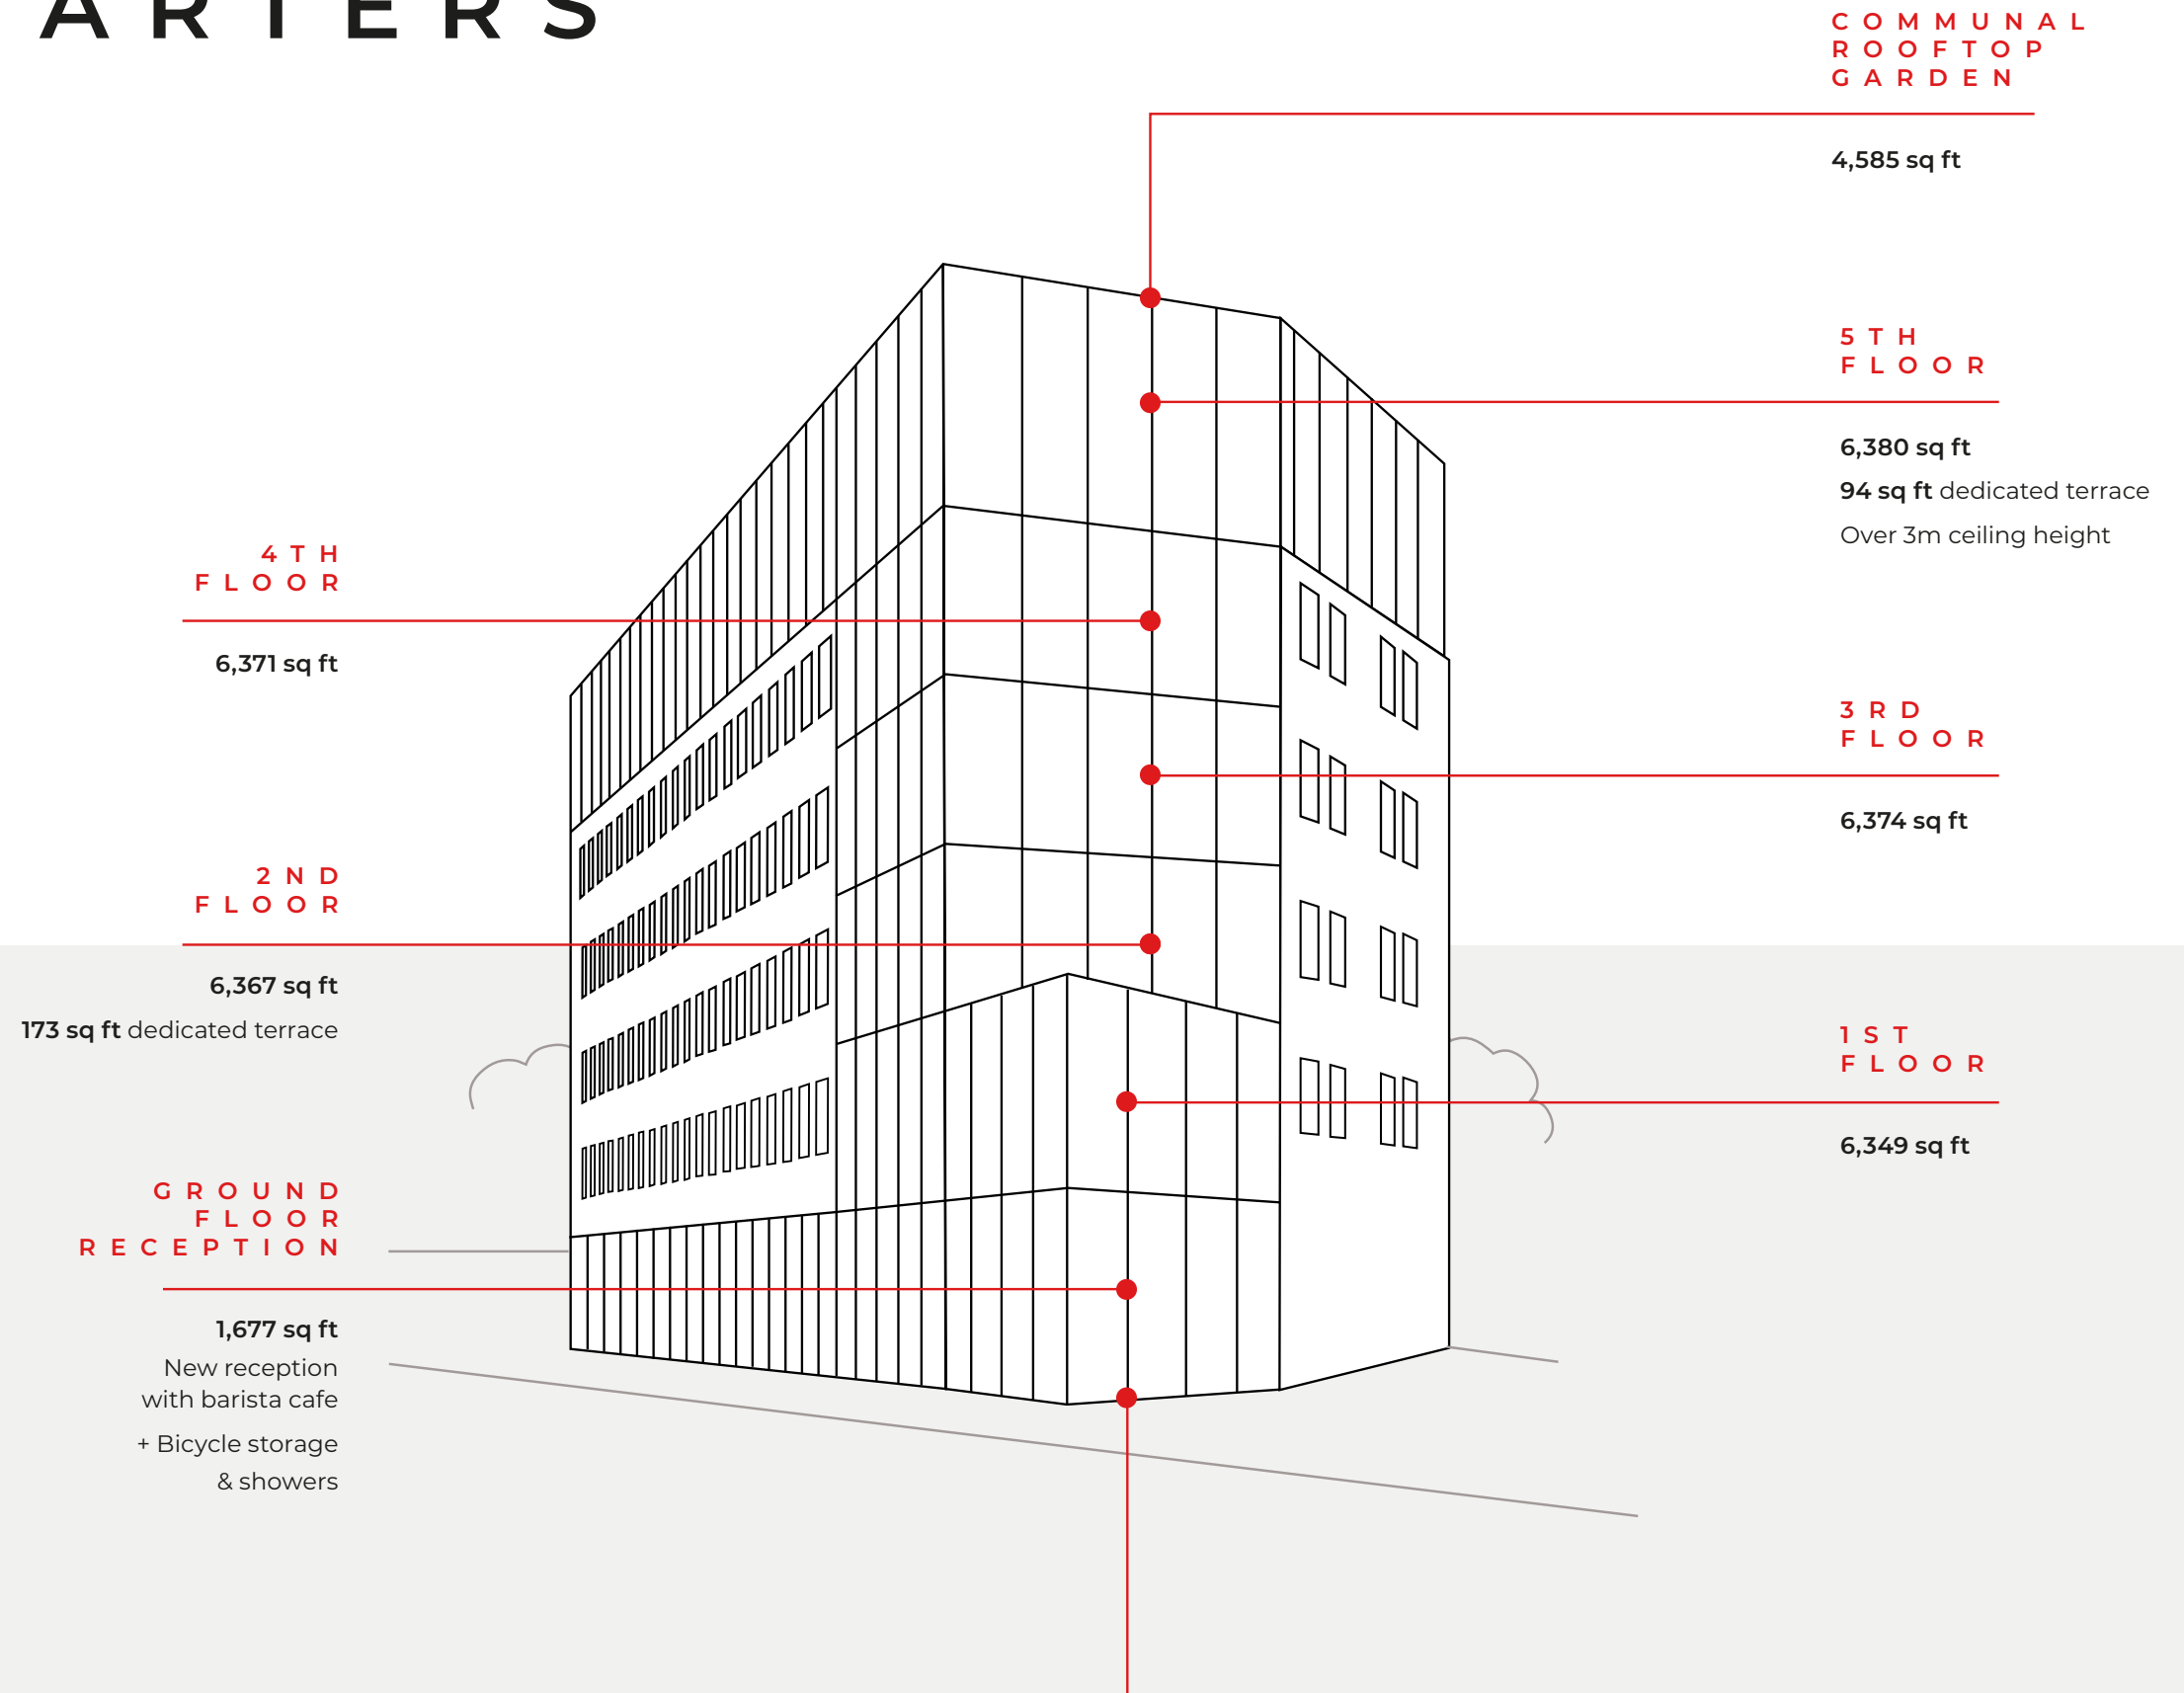 ARTERS
COMMUNAL
ROOFTOP
GARDEN
4,585 sq ft
5TH
FLOOR
6,380 sq ft
94 sq ft dedicated terrace
Over 3m ceiling height
4TH
FLOOR
6,371 sq ft
3RD
FLOOR
6,374 sq ft
2ND
FLOOR
6,367 sq ft
173 sq ft dedicated terrace
1ST
FLOOR
6,349 sq ft
GROUND
FLOOR
RECEPTION
1,677 sq ft
New reception
with barista cafe
+ Bicycle storage
& showers